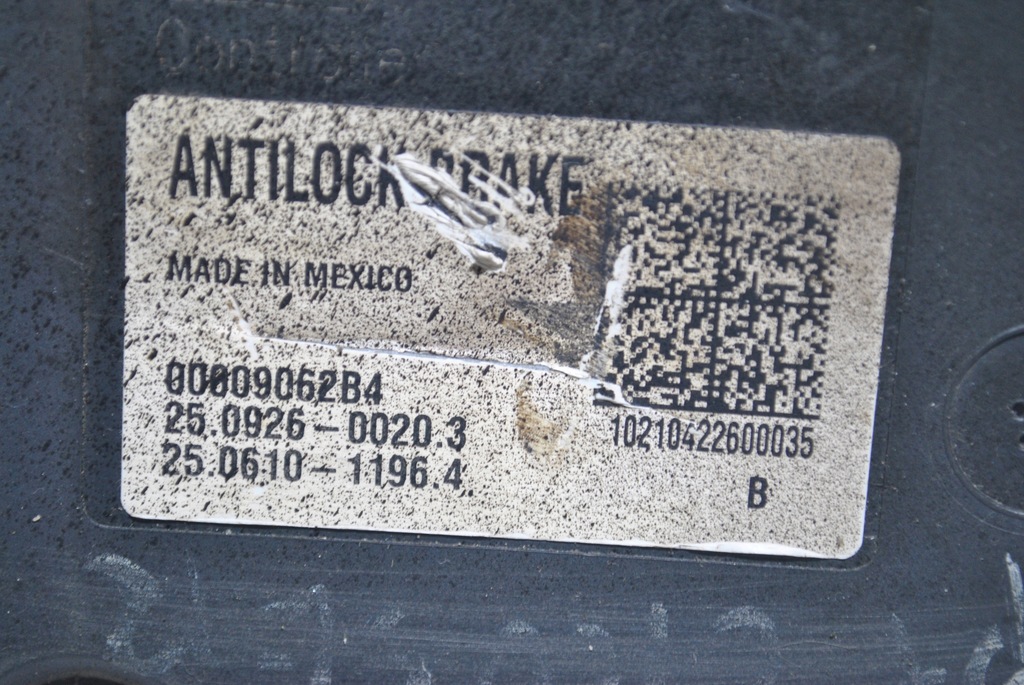 ANTILOCK BRAKE
MADE IN MEXICO
00009062B4
25.0926-0020.3
25.0610-1196.4
10210422600035
B